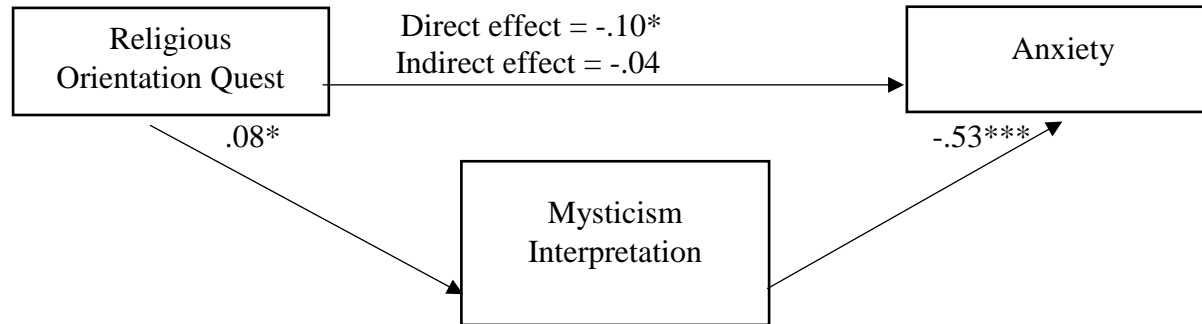 Religious
Orientation Quest
Direct effect = -.10*
Indirect effect = -.04
Anxiety
.08*
-.53***
Mysticism
Interpretation